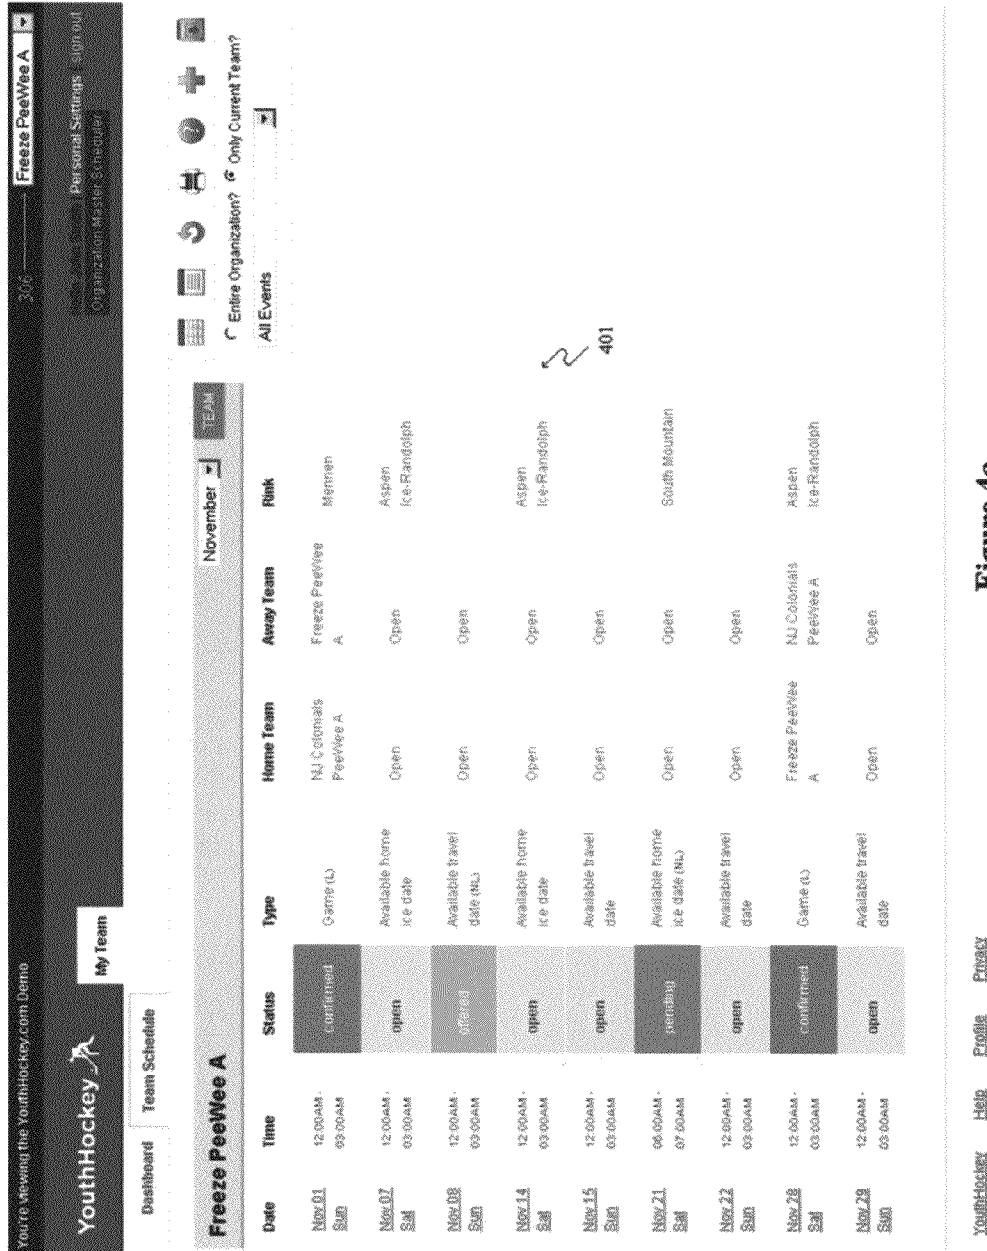 You're viewing the YouthHockey.com Demo
306
Freeze PeeWee A
YouthHockey
My Team
Personal Settings | sign out
Organization Master Scheduler
Dashboard
Team Schedule
Freeze PeeWee A
November
TEAM
Entire Organization?
Only Current Team?
All Events
Date Time Status Type Home Team Away Team Rink
Nov 01 12:00AM - confirmed Game (L) NJ Colonials Freeze PeeWee Mennen
Sun 03:00AM PeeWee A A
Nov 07 12:00AM - open Available home Open Open Aspen
Sat 03:00AM ice date Ice-Randolph
Nov 08 12:00AM - offered Available travel Open Open
Sun 03:00AM date (NL)
Nov 14 12:00AM - open Available home Open Open Aspen
Sat 03:00AM ice date Ice-Randolph
Nov 15 12:00AM - open Available travel Open Open
Sun 03:00AM date
Nov 21 06:00AM - pending Available home Open Open South Mountain
Sat 07:00AM ice date (NL)
Nov 22 12:00AM - open Available travel Open Open
Sun 03:00AM date
Nov 28 12:00AM - confirmed Game (L) Freeze PeeWee NJ Colonials Aspen
Sat 03:00AM A PeeWee A Ice-Randolph
Nov 29 12:00AM - open Available travel Open Open
Sun 03:00AM date
401
YouthHockey Help Profile Privacy